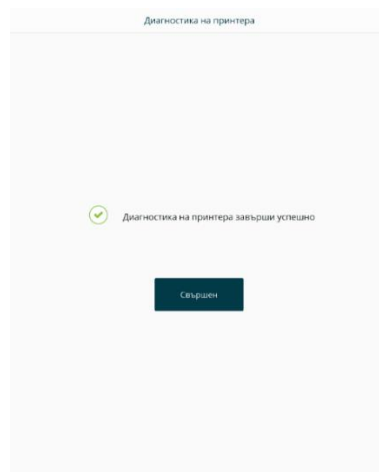 Диагностика на принтера
Диагностика на принтера завърши успешно
Свършен